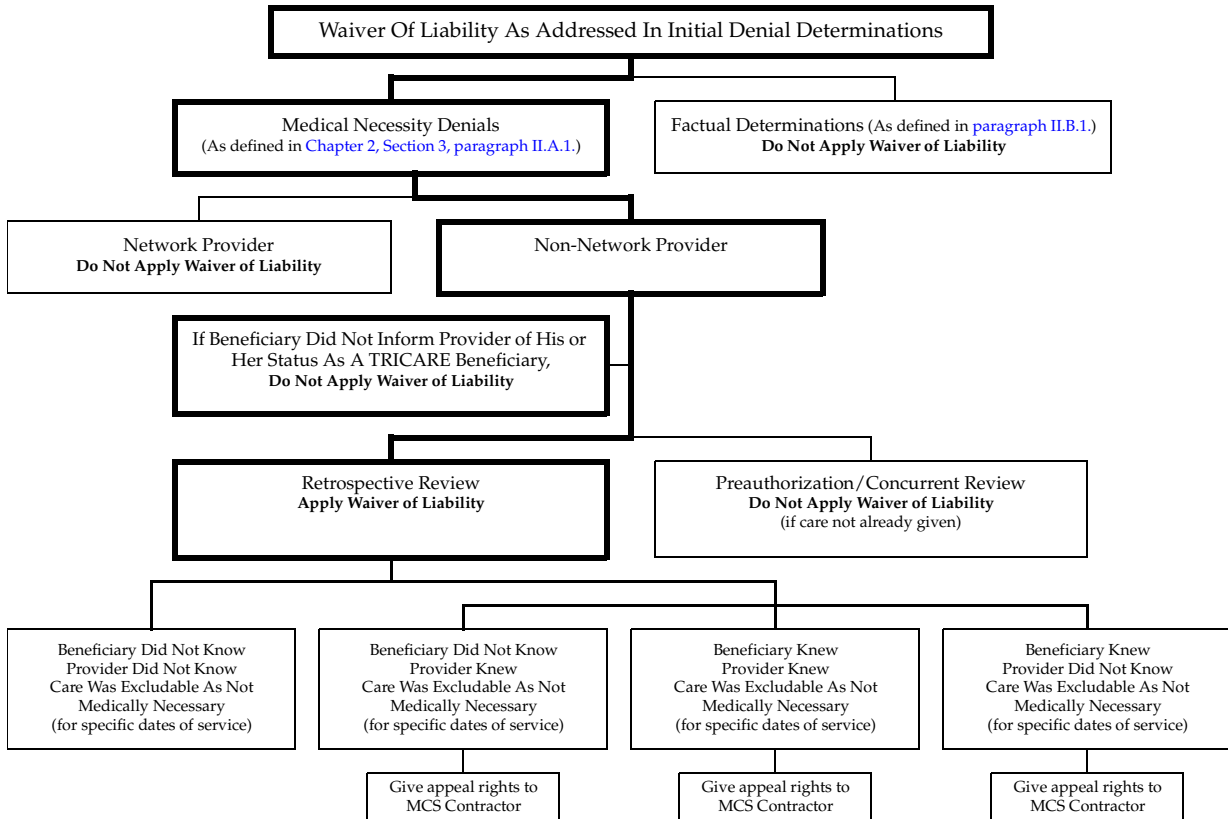 Waiver Of Liability As Addressed In Initial Denial Determinations
Medical Necessity Denials
(As defined in Chapter 2, Section 3, paragraph II.A.1.)
Factual Determinations (As defined in paragraph II.B.1.)
Do Not Apply Waiver of Liability
Network Provider
Do Not Apply Waiver of Liability
Non-Network Provider
If Beneficiary Did Not Inform Provider of His or
Her Status As A TRICARE Beneficiary,
Do Not Apply Waiver of Liability
Retrospective Review
Apply Waiver of Liability
Preauthorization/Concurrent Review
Do Not Apply Waiver of Liability
(if care not already given)
Beneficiary Did Not Know
Provider Did Not Know
Care Was Excludable As Not
Medically Necessary
(for specific dates of service)
Beneficiary Did Not Know
Provider Knew
Care Was Excludable As Not
Medically Necessary
(for specific dates of service)
Beneficiary Knew
Provider Knew
Care Was Excludable As Not
Medically Necessary
(for specific dates of service)
Beneficiary Knew
Provider Did Not Know
Care Was Excludable As Not
Medically Necessary
(for specific dates of service)
Give appeal rights to
MCS Contractor
Give appeal rights to
MCS Contractor
Give appeal rights to
MCS Contractor